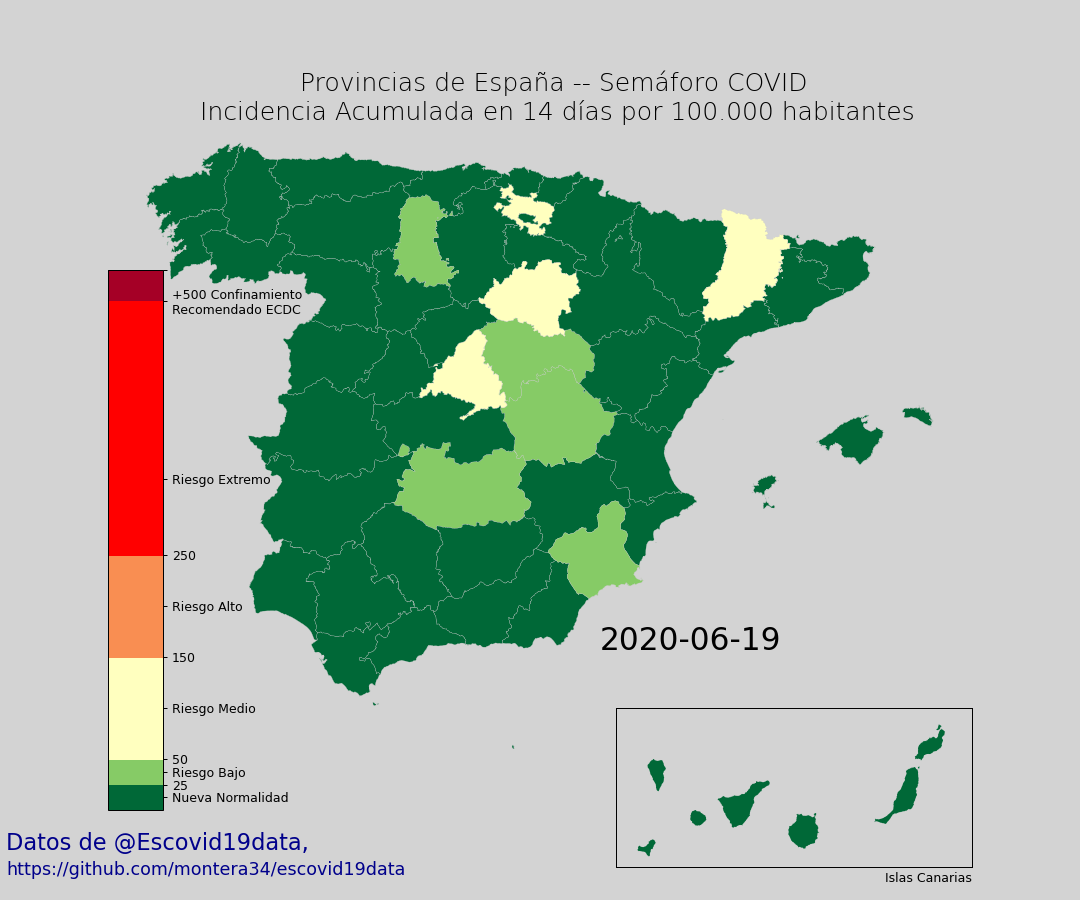 Provincias de España -- Semáforo COVID
Incidencia Acumulada en 14 días por 100.000 habitantes
+500 Confinamiento
Recomendado ECDC
Riesgo Extremo
250
Riesgo Alto
150
Riesgo Medio
50
Riesgo Bajo
25
Nueva Normalidad
2020-06-19
Islas Canarias
Datos de @Escovid19data,
https://github.com/montera34/escovid19data